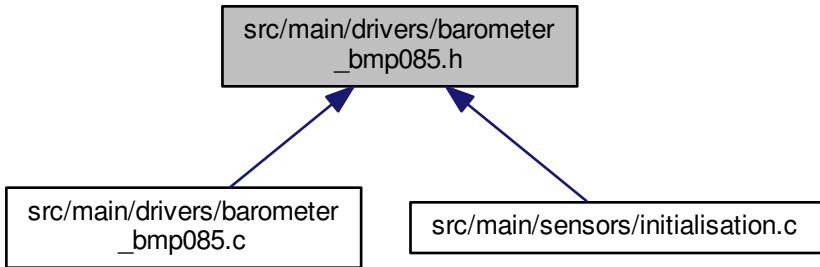 src/main/drivers/barometer
_bmp085.h
src/main/drivers/barometer
_bmp085.c
src/main/sensors/initialisation.c